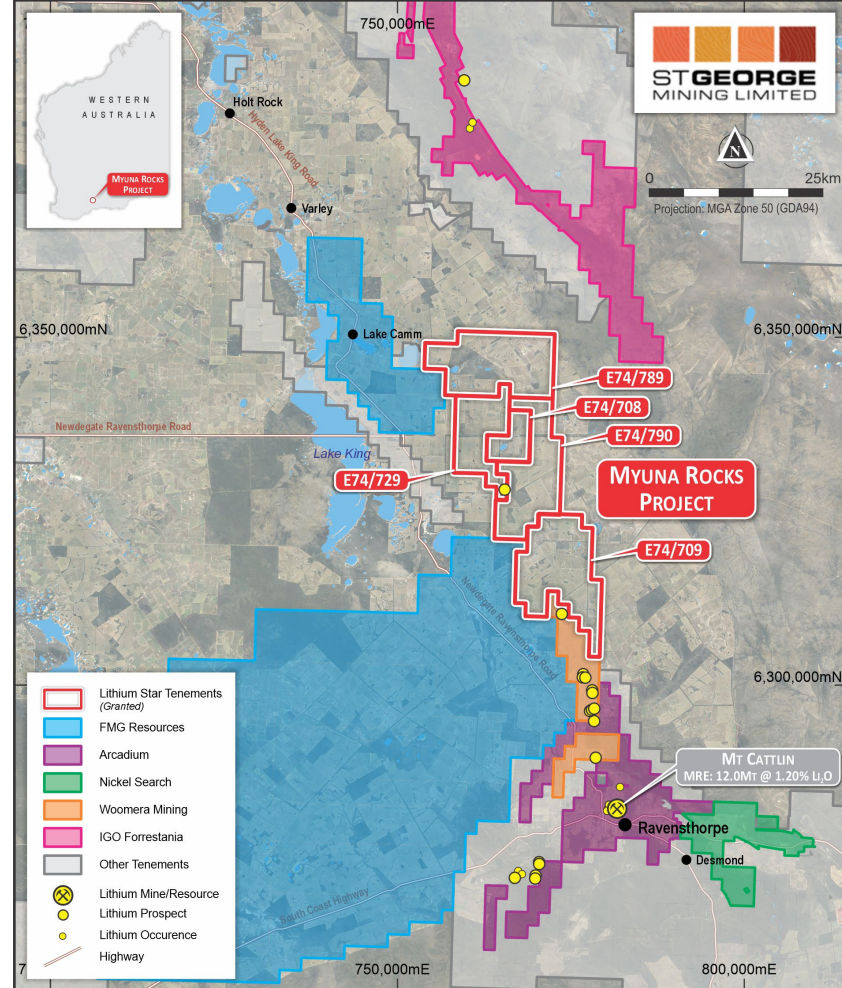 750,000mE
WESTERN
AUSTRALIA
MYUNA ROCKS
PROJECT
ST GEORGE
MINING LIMITED
N
0
25km
Projection: MGA Zone 50 (GDA94)
Holt Rock
Hyden Lake King Road
Varley
6,350,000mN
6,350,000mN
Lake Camm
E74/789
E74/708
E74/790
Newdegate Ravensthorpe Road
Lake King
E74/729
MYUNA ROCKS
PROJECT
E74/709
Newdegate Ravensthorpe Road
6,300,000mN
MT CATTLIN
MRE: 12.0MT @ 1.20% Li₂O
Ravensthorpe
Desmond
South Coast Highway
Lithium Star Tenements
(Granted)
FMG Resources
Arcadium
Nickel Search
Woomera Mining
IGO Forrestania
Other Tenements
Lithium Mine/Resource
Lithium Prospect
Lithium Occurence
Highway
750,000mE
800,000mE